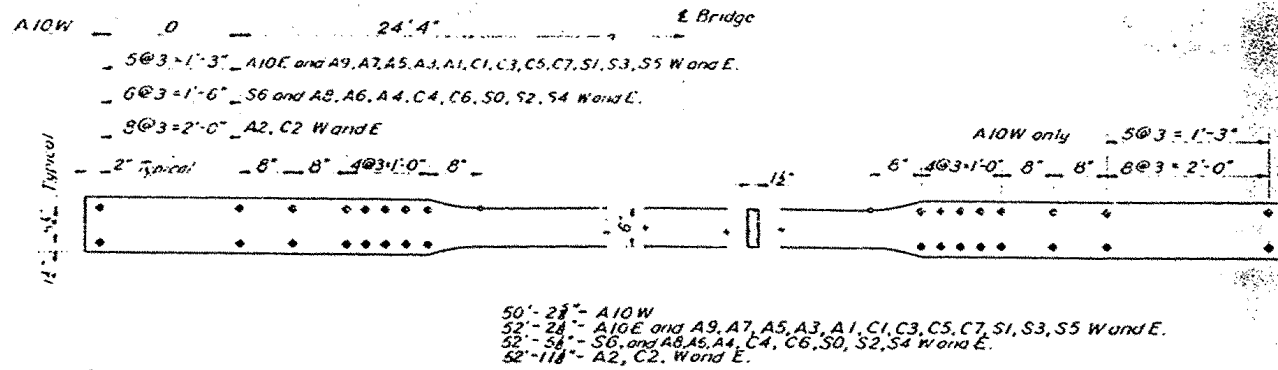 A10W 0 24'4" ℄ Bridge
5@3=1'-3" A10E and A9, A7, A5, A3, A1, C1, C3, C5, C7, S1, S3, S5 W and E.
6@3=1'-6" S6 and A8, A6, A4, C4, C6, S0, S2, S4 W and E.
8@3=2'-0" A2, C2 W and E
A10W only 5@3 = 1'-3"
2" Typical 8" 8" 4@3=1'-0" 8" 1½" 8" 4@3=1'-0" 8" 8" 8@3 = 2'-0"
Typical
6"
A10W
A10E and A9, A7, A5, A3, A1, C1, C3, C5, C7, S1, S3, S5 W and E.
S6, and A8, A6, A4, C4, C6, S0, S2, S4 W and E.
A2, C2, W and E.